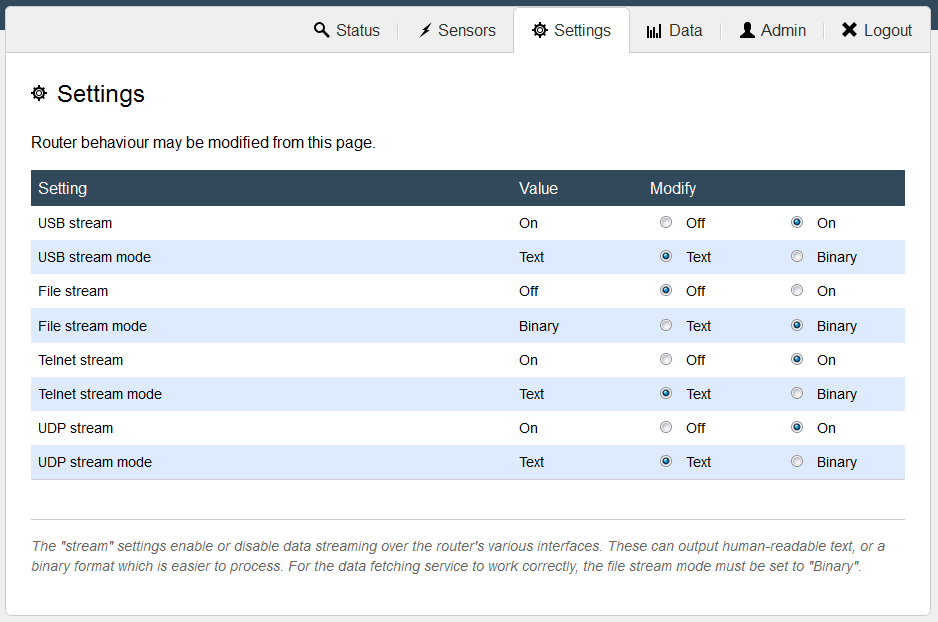 Status Sensors Settings Data Admin Logout
Settings
Router behaviour may be modified from this page.
Setting Value Modify
USB stream On Off On
USB stream mode Text Text Binary
File stream Off Off On
File stream mode Binary Text Binary
Telnet stream On Off On
Telnet stream mode Text Text Binary
UDP stream On Off On
UDP stream mode Text Text Binary
The "stream" settings enable or disable data streaming over the router's various interfaces. These can output human-readable text, or a
binary format which is easier to process. For the data fetching service to work correctly, the file stream mode must be set to "Binary".